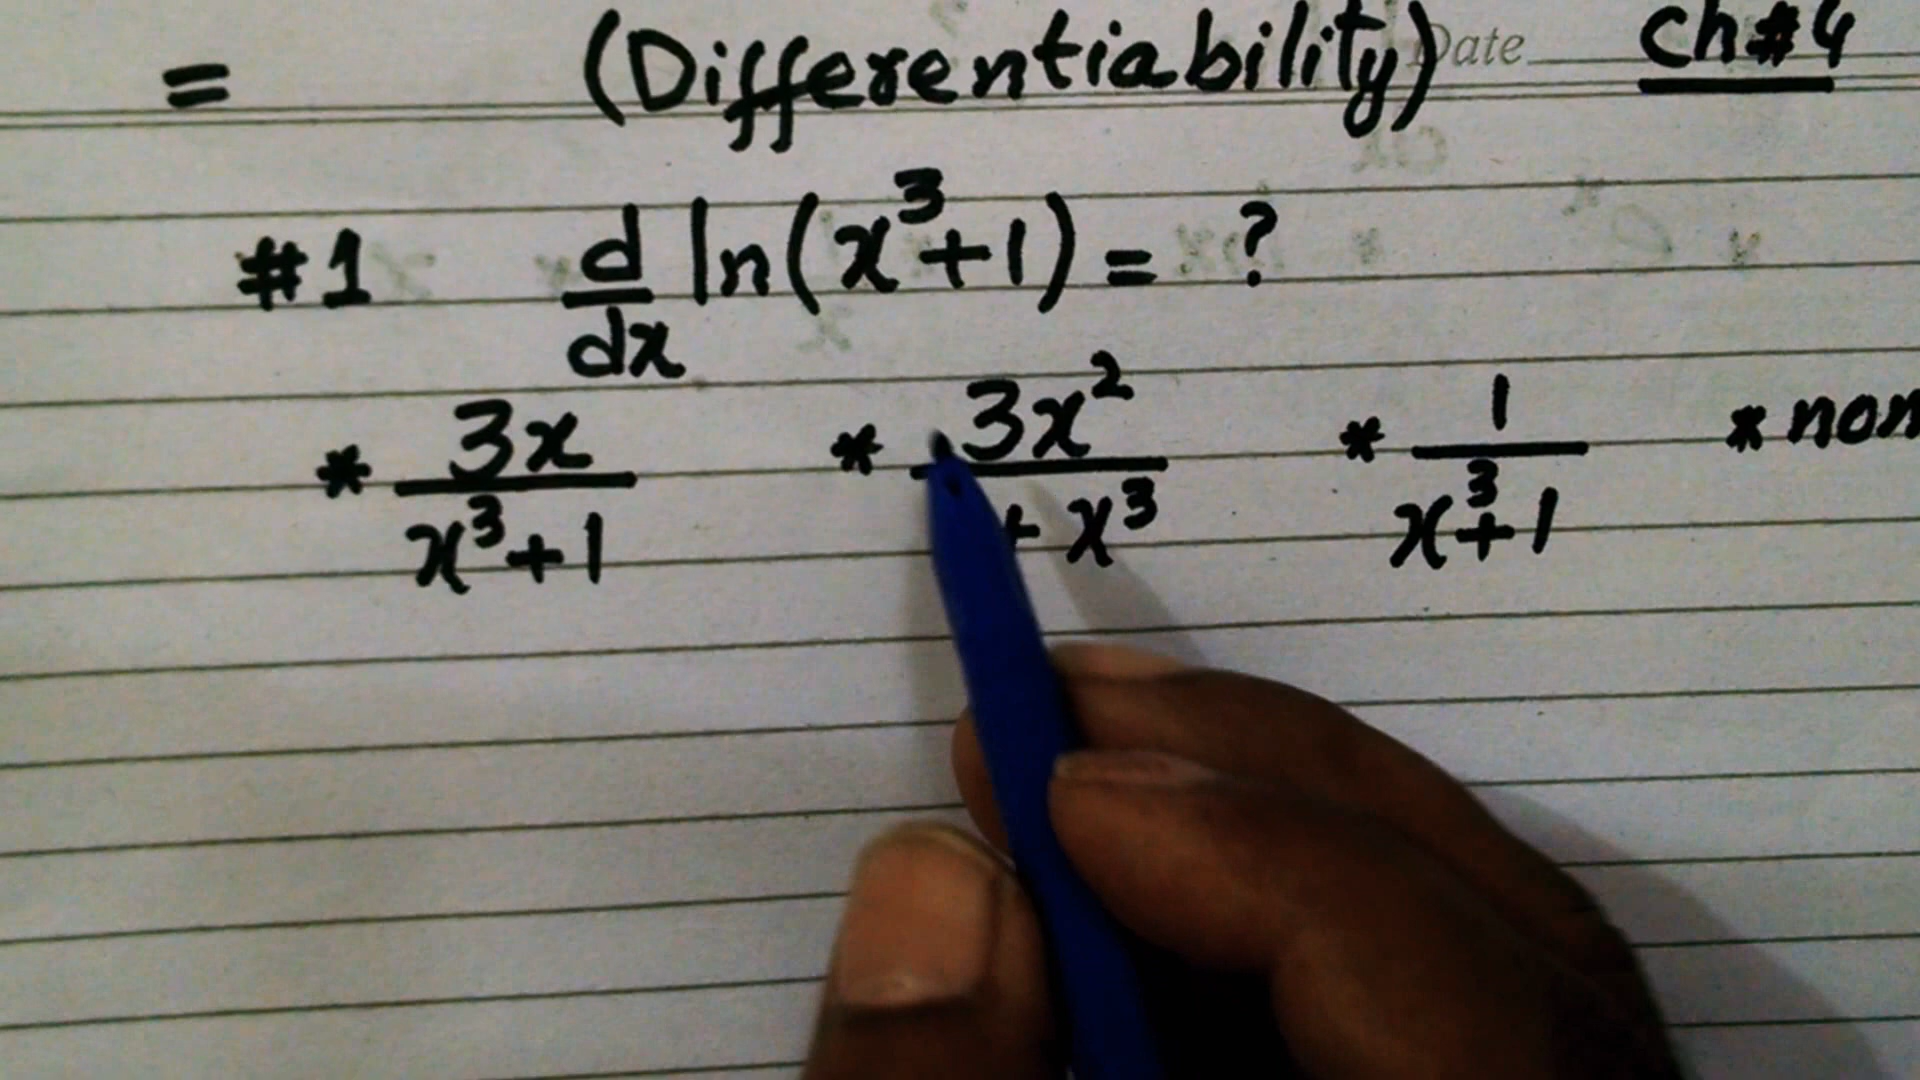 = (Differentiability) Date Ch#4
#1 d/dx ln(x³+1) = ?
* 3x/x³+1 * 3x²/+ x³ * 1/x³+1 * non